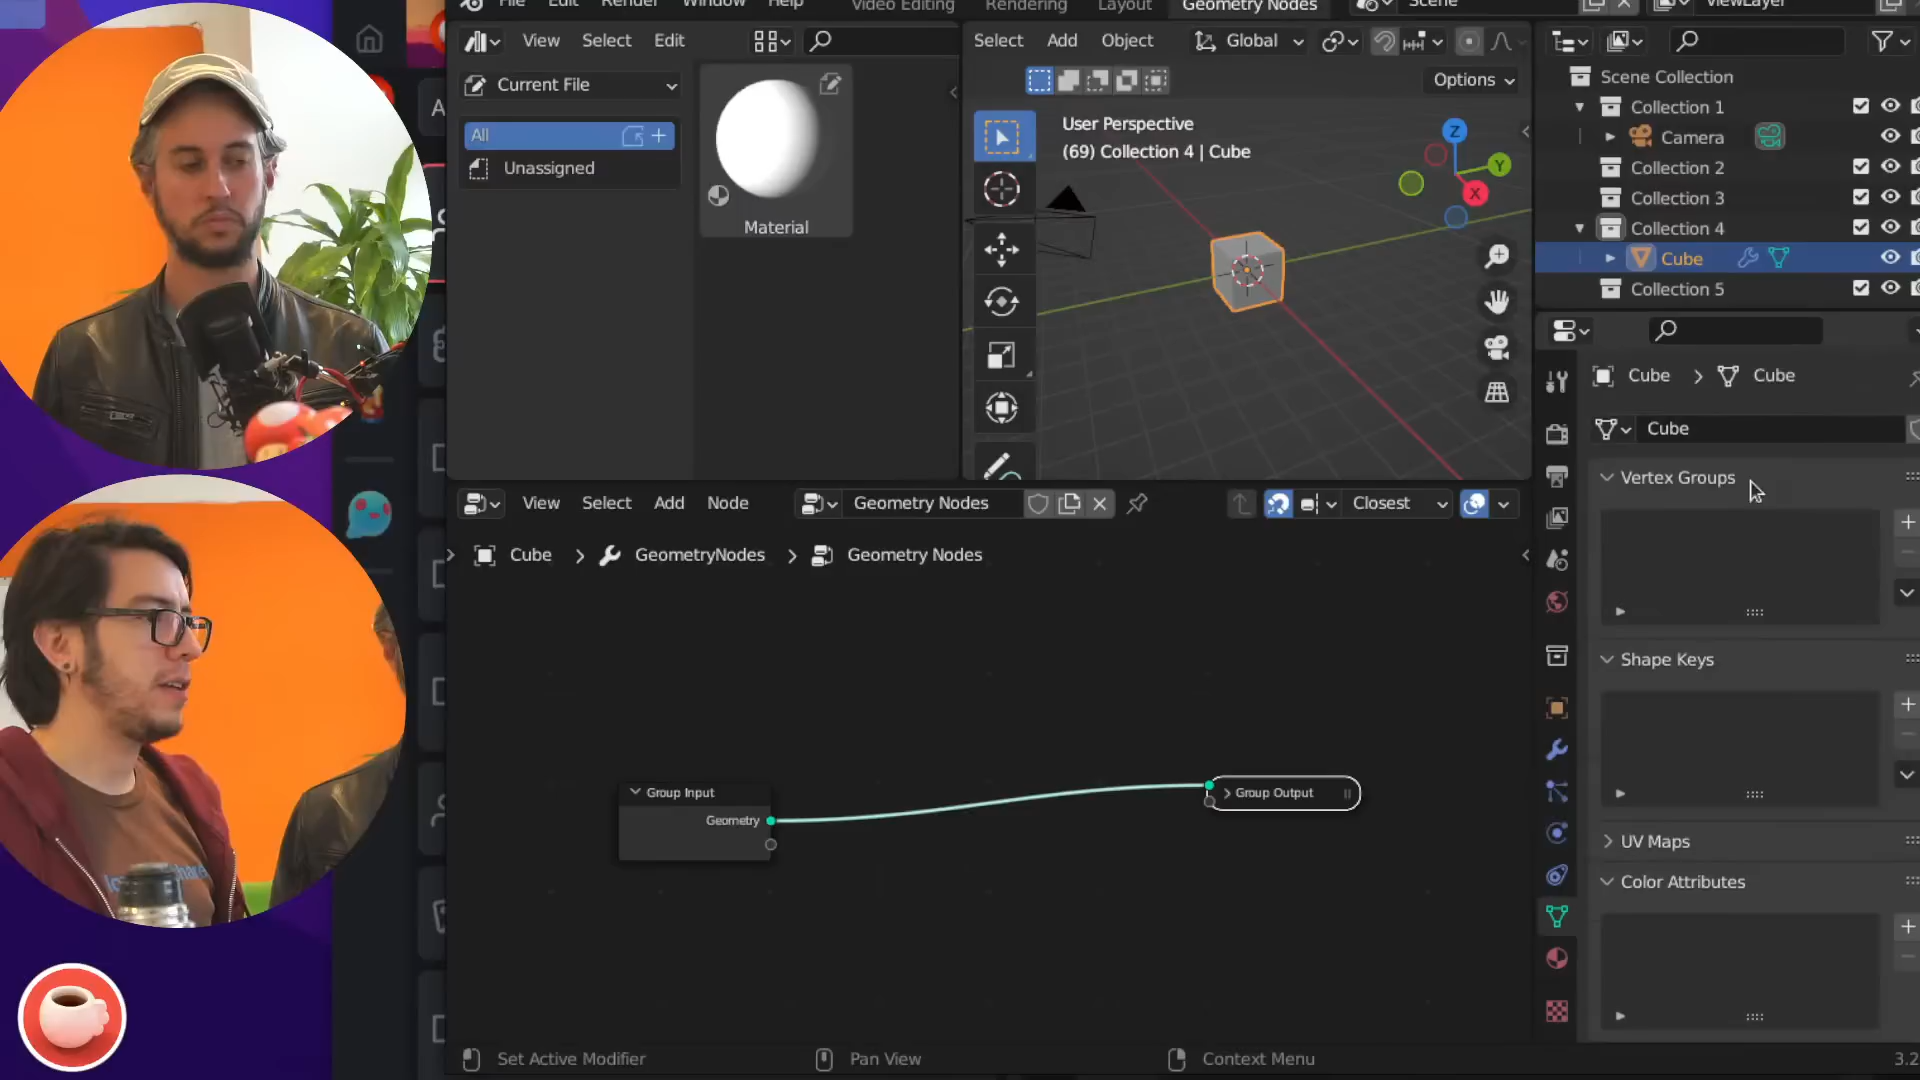 File Edit Render Window Help
Video Editing Rendering Layout Geometry Nodes
Scene
ViewLayer
View Select Edit
Current File
All
Unassigned
Material
Select Add Object
Global
Options
User Perspective
(69) Collection 4 | Cube
Z
Y
X
Scene Collection
Collection 1
Camera
Collection 2
Collection 3
Collection 4
Cube
Collection 5
Cube
Cube
Cube
Vertex Groups
Shape Keys
UV Maps
Color Attributes
View Select Add Node
Geometry Nodes
Closest
Cube
GeometryNodes
Geometry Nodes
Group Input
Geometry
Group Output
Set Active Modifier
Pan View
Context Menu
3.2